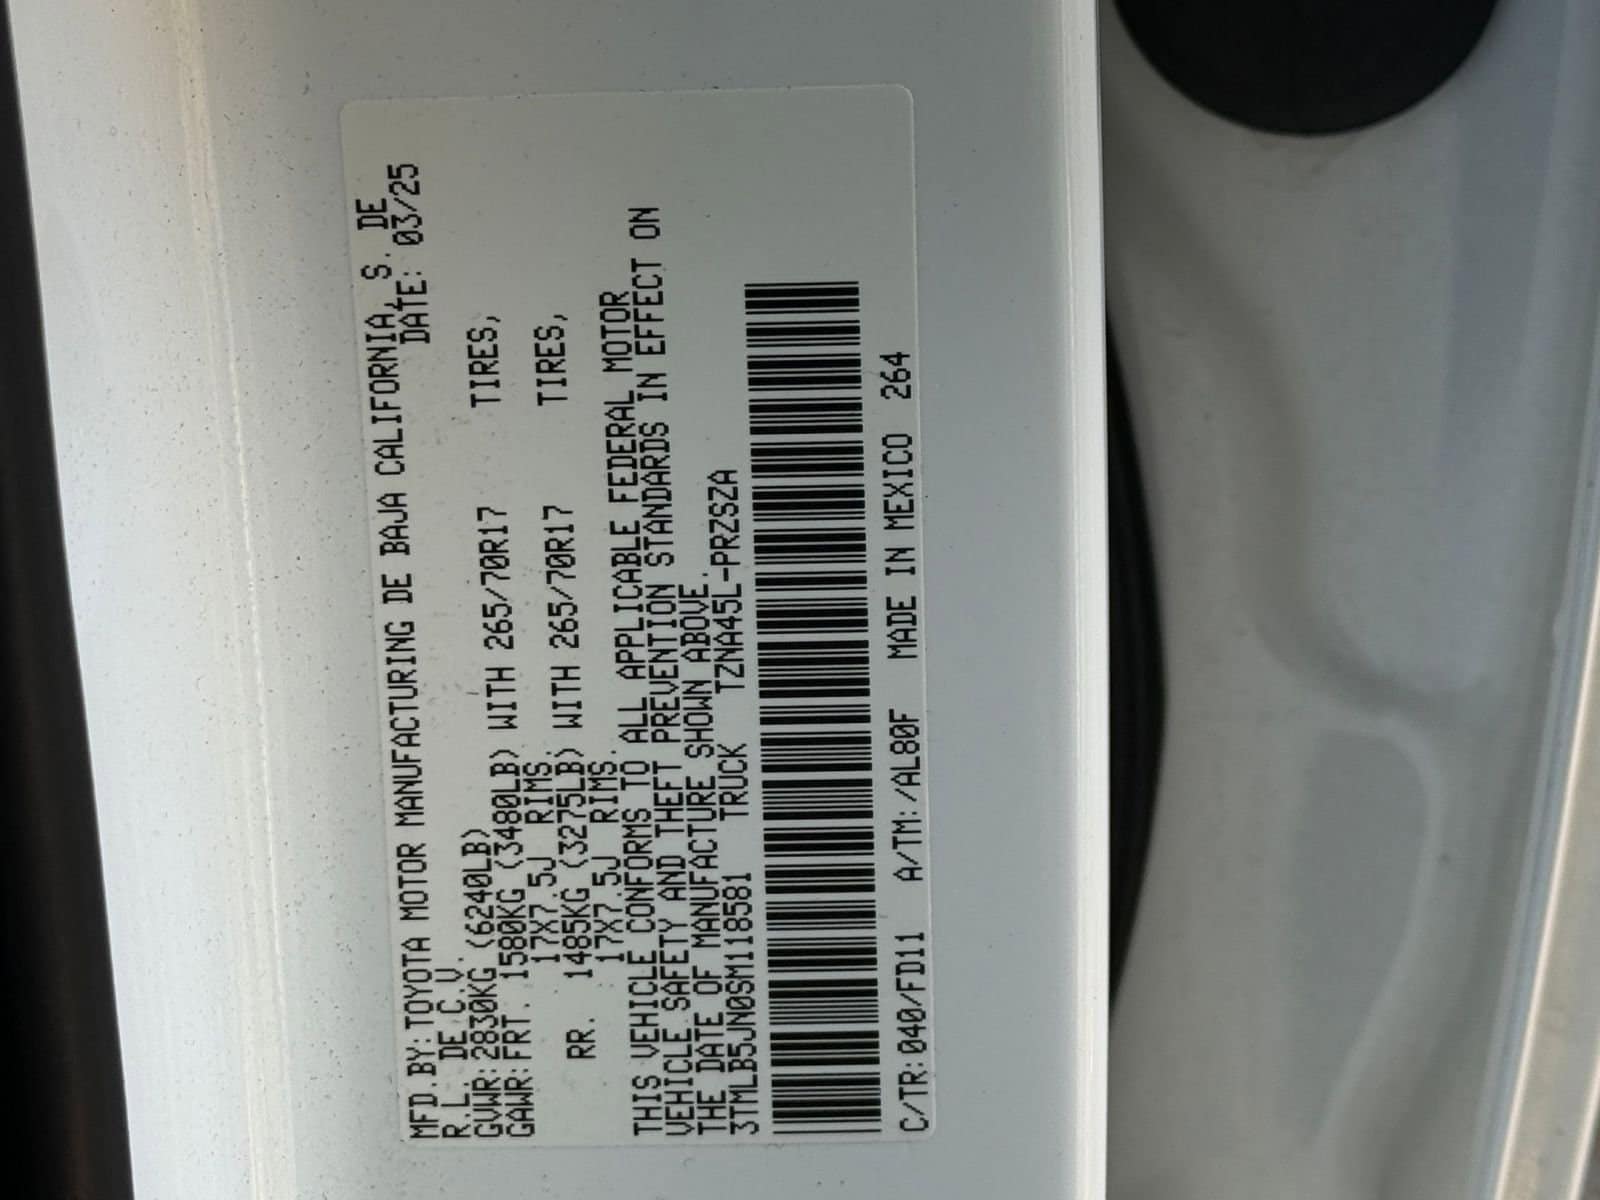 MFD.BY:TOYOTA MOTOR MANUFACTURING DE BAJA CALIFORNIA, S. DE
R.L. DE C.V. DATE: 03/25
GVWR:2830KG (6240LB)
GAWR:FRT. 1580KG (3480LB) WITH 265/70R17 TIRES,
17X7.5J RIMS.
RR. 1485KG (3275LB) WITH 265/70R17 TIRES,
17X7.5J RIMS.
THIS VEHICLE CONFORMS TO ALL APPLICABLE FEDERAL MOTOR
VEHICLE SAFETY AND THEFT PREVENTION STANDARDS IN EFFECT ON
THE DATE OF MANUFACTURE SHOWN ABOVE.
3TMLB5JN0SM118581 TRUCK TZNA45L-PRZSZA
C/TR:040/FD11 A/TM:/AL80F MADE IN MEXICO 264